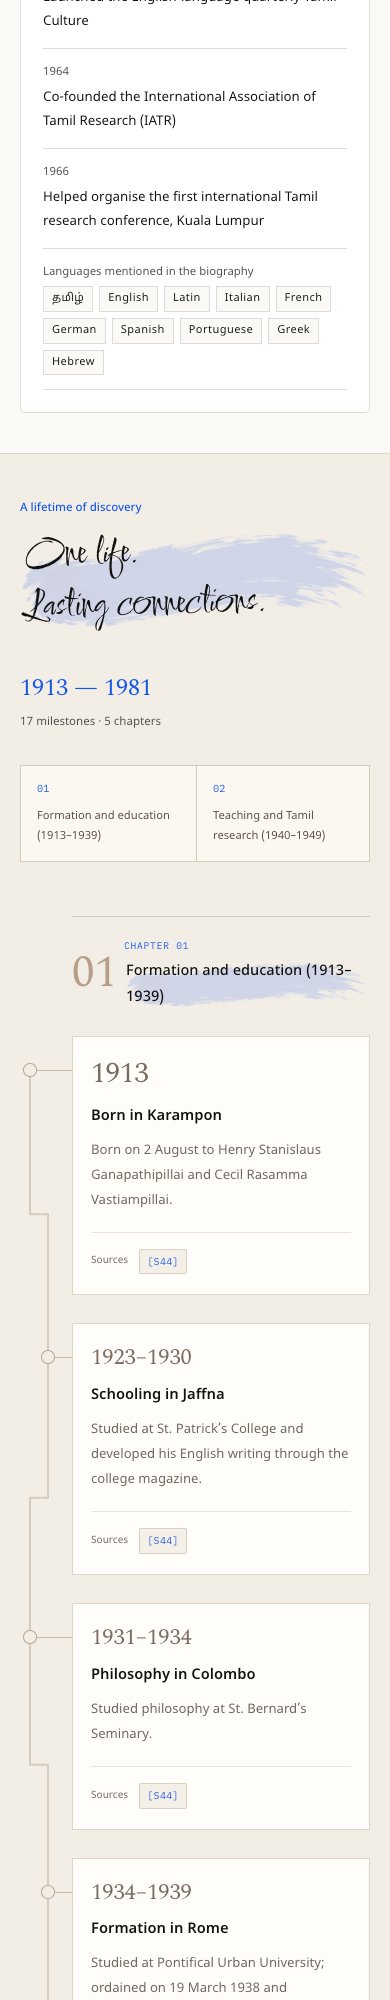 Launched the English-language quarterly Tamil
Culture
1964
Co-founded the International Association of
Tamil Research (IATR)
1966
Helped organise the first international Tamil
research conference, Kuala Lumpur
Languages mentioned in the biography
தமிழ் English Latin Italian French
German Spanish Portuguese Greek
Hebrew
A lifetime of discovery
One life.
Lasting connections.
1913 — 1981
17 milestones · 5 chapters
01
Formation and education
(1913–1939)
02
Teaching and Tamil
research (1940–1949)
CHAPTER 01
01 Formation and education (1913–
1939)
1913
Born in Karampon
Born on 2 August to Henry Stanislaus
Ganapathipillai and Cecil Rasamma
Vastiampillai.
Sources [S44]
1923–1930
Schooling in Jaffna
Studied at St. Patrick’s College and
developed his English writing through the
college magazine.
Sources [S44]
1931–1934
Philosophy in Colombo
Studied philosophy at St. Bernard’s
Seminary.
Sources [S44]
1934–1939
Formation in Rome
Studied at Pontifical Urban University;
ordained on 19 March 1938 and